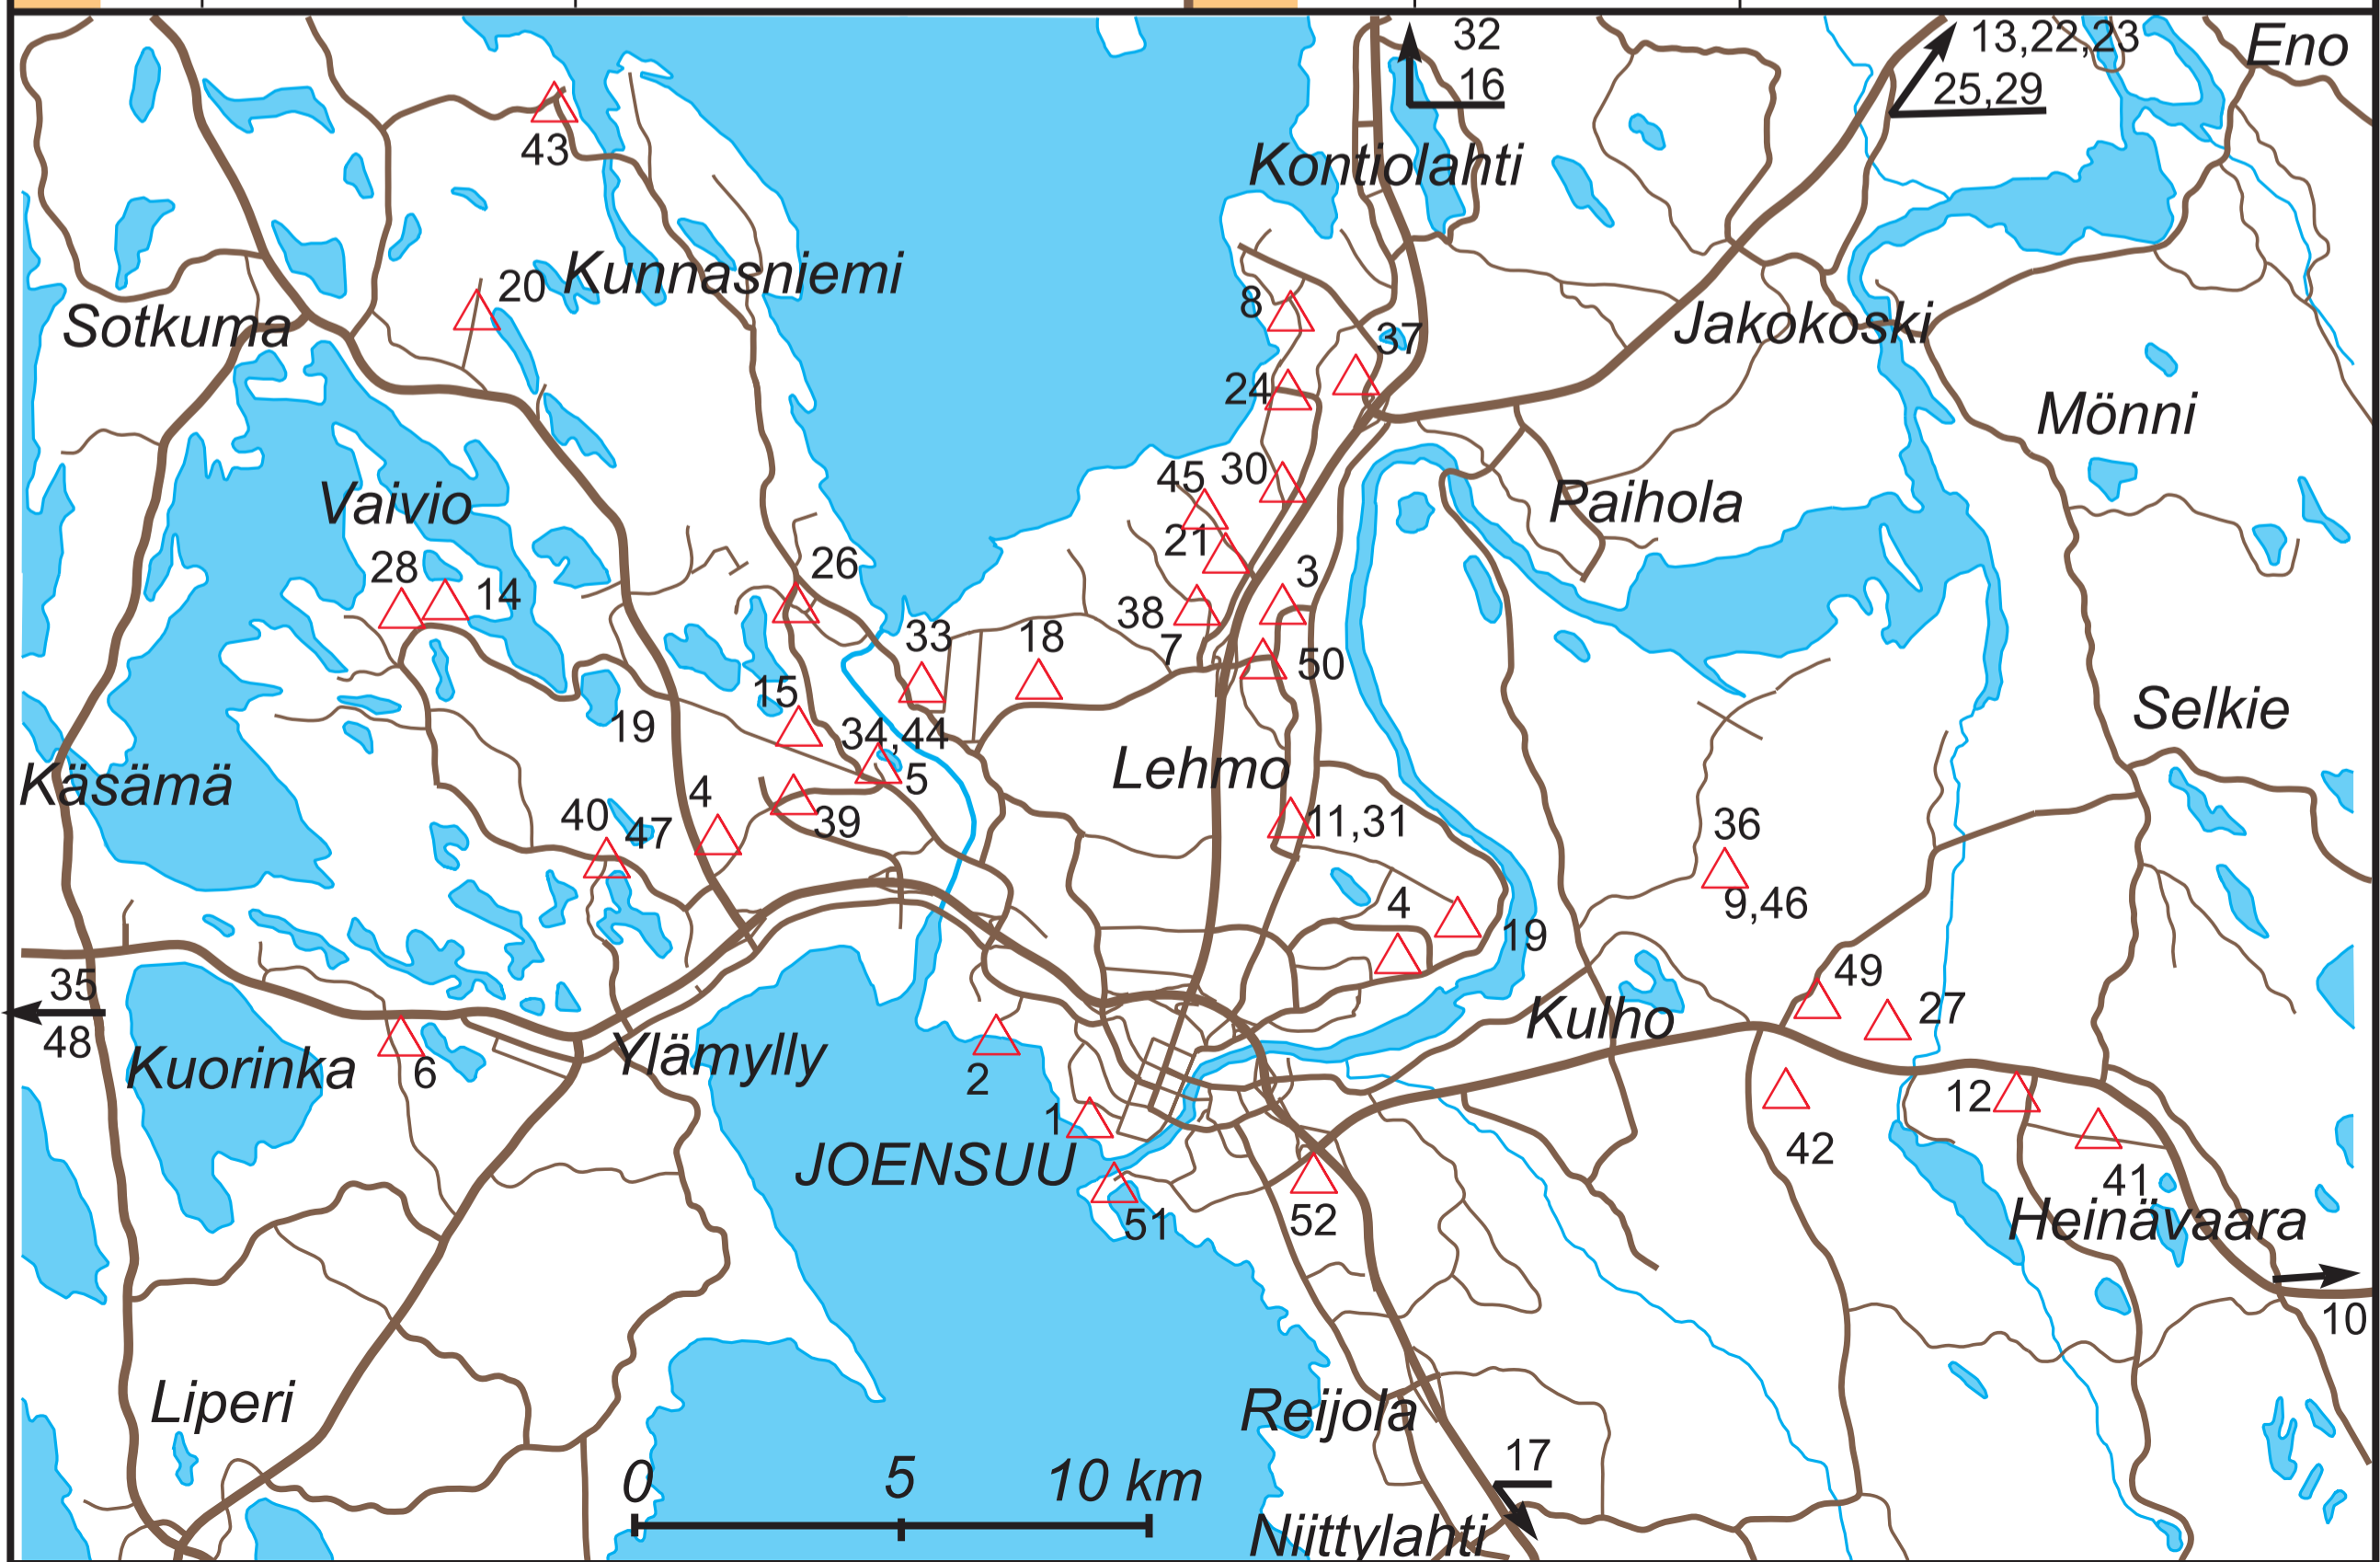 32
13,22,23
Eno
16
25,29
43
Kontiolahti
20
Kunnasniemi
8
Sotkuma
37
Jakokoski
24
Mönni
45
30
Vaivio
Paihola
21
26
28
14
3
38
33
18
7
50
15
19
Selkie
34,44
Lehmo
5
Käsämä
4
40
47
39
11,31
36
4
9,46
19
35
49
27
48
Kuorinka
6
Ylämylly
Kulho
2
12
1
42
JOENSUU
41
51
52
Heinävaara
10
Liperi
Reijola
17
0
5
10 km
Niittylahti